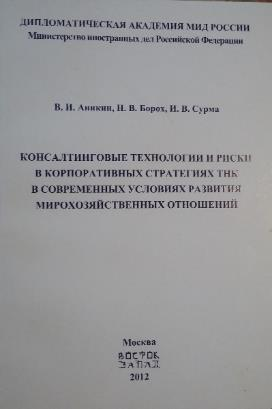 ДИПЛОМАТИЧЕСКАЯ АКАДЕМИЯ МИД РОССИИ
Министерство иностранных дел Российской Федерации
В. И. Аникин, Н. В. Борох, И. В. Сурма
КОНСАЛТИНГОВЫЕ ТЕХНОЛОГИИ И РИСКИ
В КОРПОРАТИВНЫХ СТРАТЕГИЯХ ТНК
В СОВРЕМЕННЫХ УСЛОВИЯХ РАЗВИТИЯ
МИРОХОЗЯЙСТВЕННЫХ ОТНОШЕНИЙ
Москва
ВОСТОК
ЗАПАД
2012